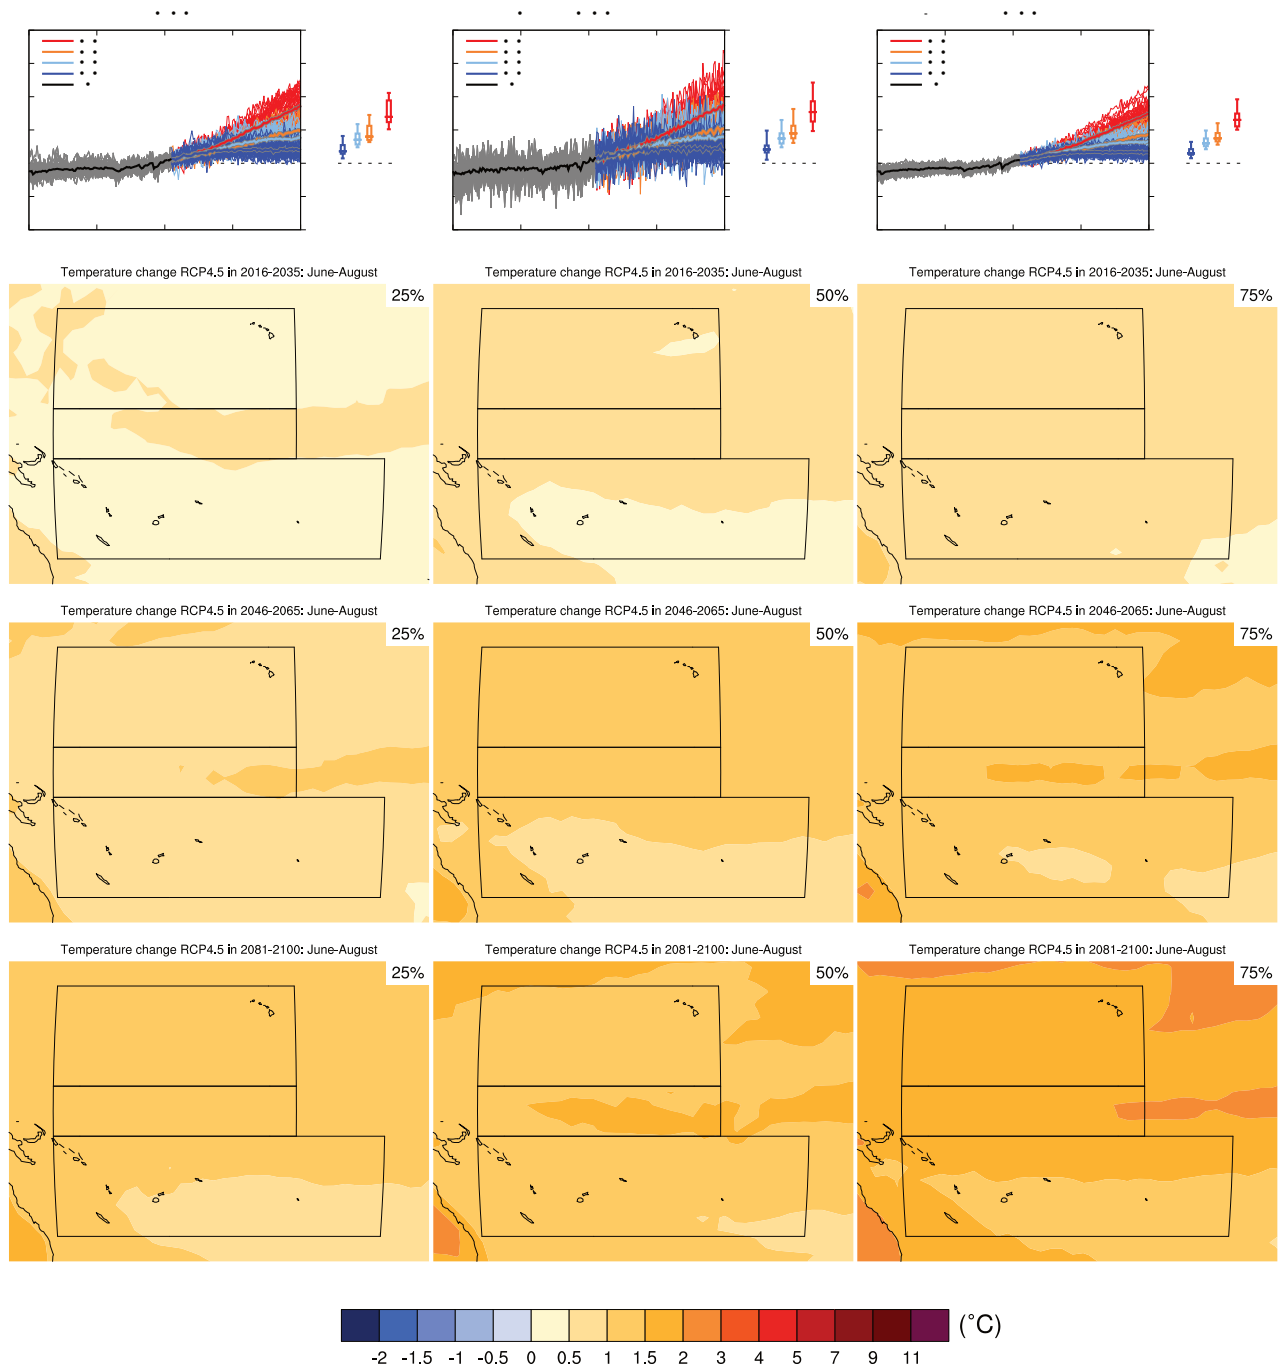 Temperature change RCP4.5 in 2016-2035: June-August
25%
Temperature change RCP4.5 in 2016-2035: June-August
50%
Temperature change RCP4.5 in 2016-2035: June-August
75%
Temperature change RCP4.5 in 2046-2065: June-August
25%
Temperature change RCP4.5 in 2046-2065: June-August
50%
Temperature change RCP4.5 in 2046-2065: June-August
75%
Temperature change RCP4.5 in 2081-2100: June-August
25%
Temperature change RCP4.5 in 2081-2100: June-August
50%
Temperature change RCP4.5 in 2081-2100: June-August
75%
(°C)
-2 -1.5 -1 -0.5 0 0.5 1 1.5 2 3 4 5 7 9 11